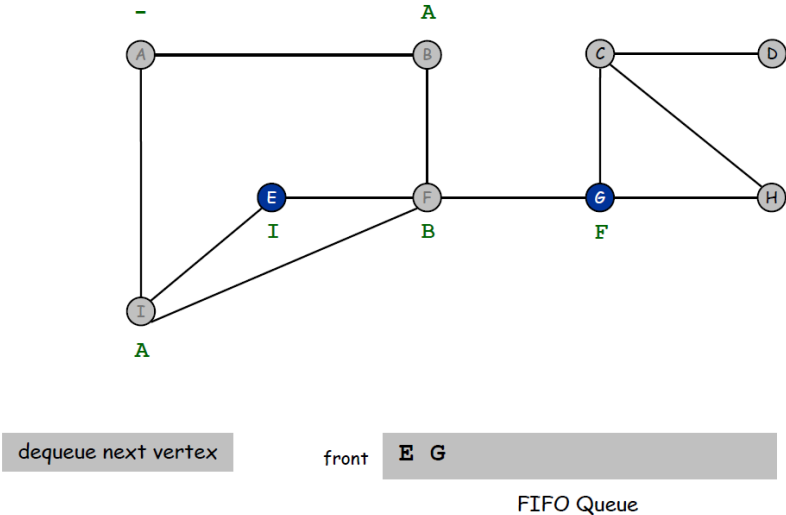 - A
A B C D
E F G H
I B F
I
A
dequeue next vertex front E G
FIFO Queue